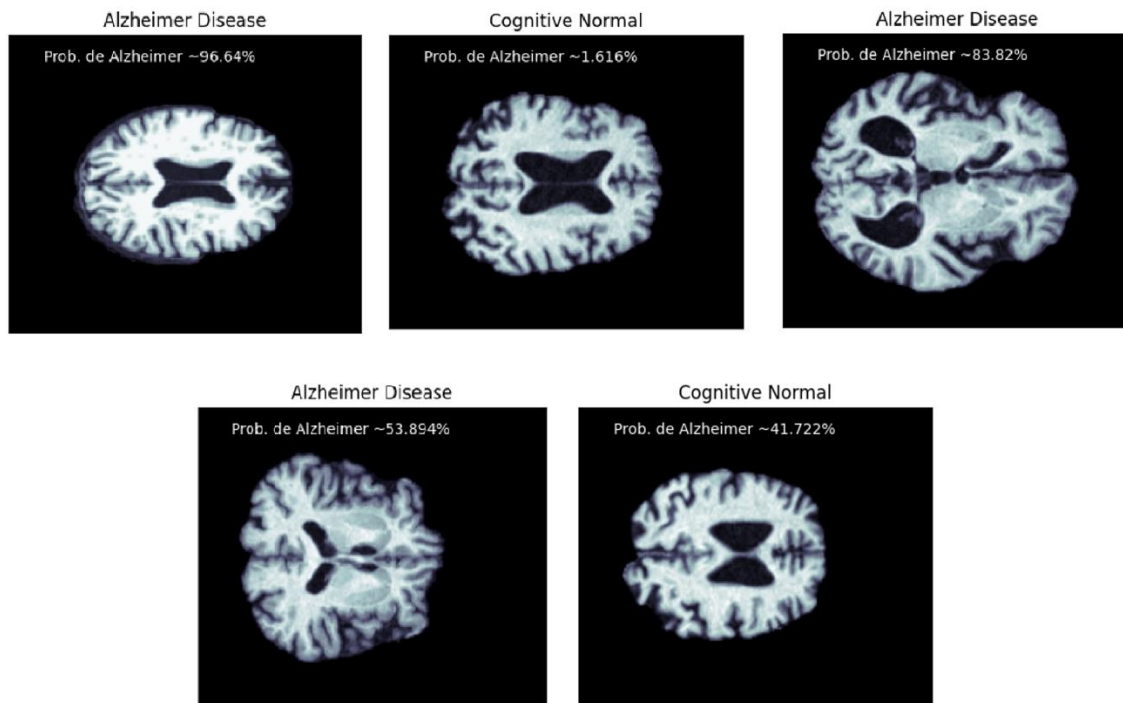 Alzheimer Disease
Prob. de Alzheimer ~96.64%
Cognitive Normal
Prob. de Alzheimer ~1.616%
Alzheimer Disease
Prob. de Alzheimer ~83.82%
Alzheimer Disease
Prob. de Alzheimer ~53.894%
Cognitive Normal
Prob. de Alzheimer ~41.722%